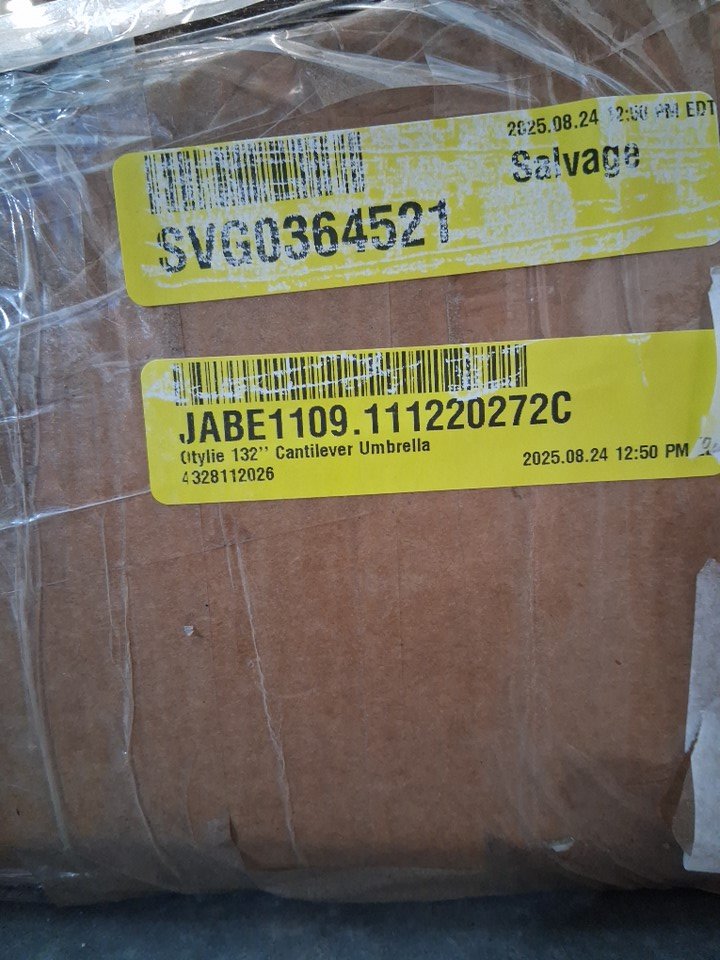 2025.08.24 12:50 PM EDT
Salvage
SVG0364521
JABE1109.111220272C
Otylie 132'' Cantilever Umbrella
2025.08.24 12:50 PM
4328112026